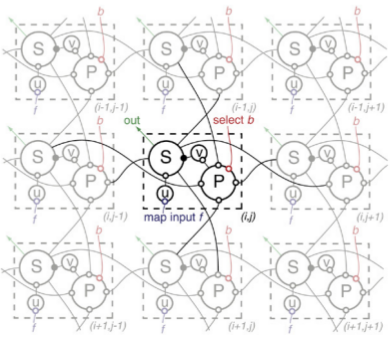 b b b
S v P u f (i-1,j-1) S v P u f (i-1,j) S v P u f (i-1,j+1)
b out select b b
S v P u f (i,j-1) S v P u map input f (i,j) S v P u f (i,j+1)
b b b
S v P u f (i+1,j-1) S v P u f (i+1,j) S v P u f (i+1,j+1)